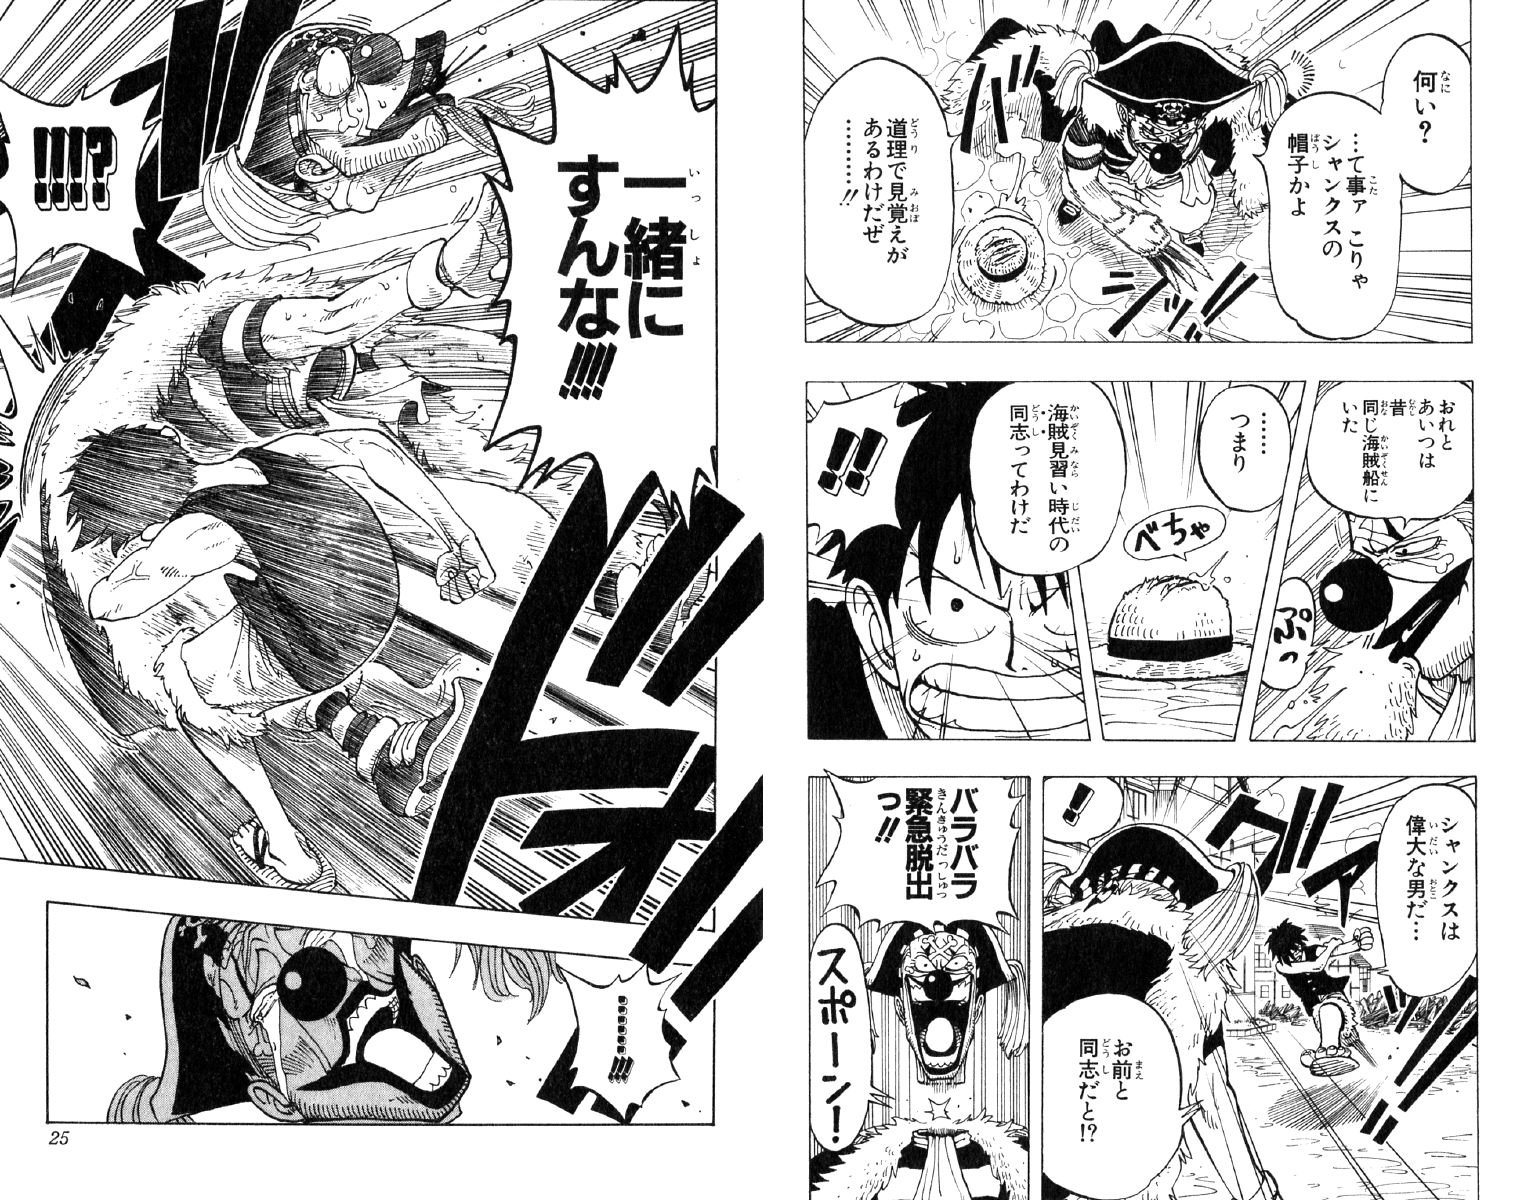 何い?
…て事ァ こりゃ
シャンクスの
帽子かよ
道理で見覚えが
あるわけだぜ
…………!!
おれと
あいつは
昔
同じ海賊船に
いた
ぷっ
……
つまり
べちゃ
海賊見習い時代の
同志ってわけだ
!!
シャンクスは
偉大な男だ…
!
お前と
同志だと!?
バラバラ
緊急脱出
っ!!
スポーン!
一緒に
すんな!!!!
!!!!?
……!!!
25